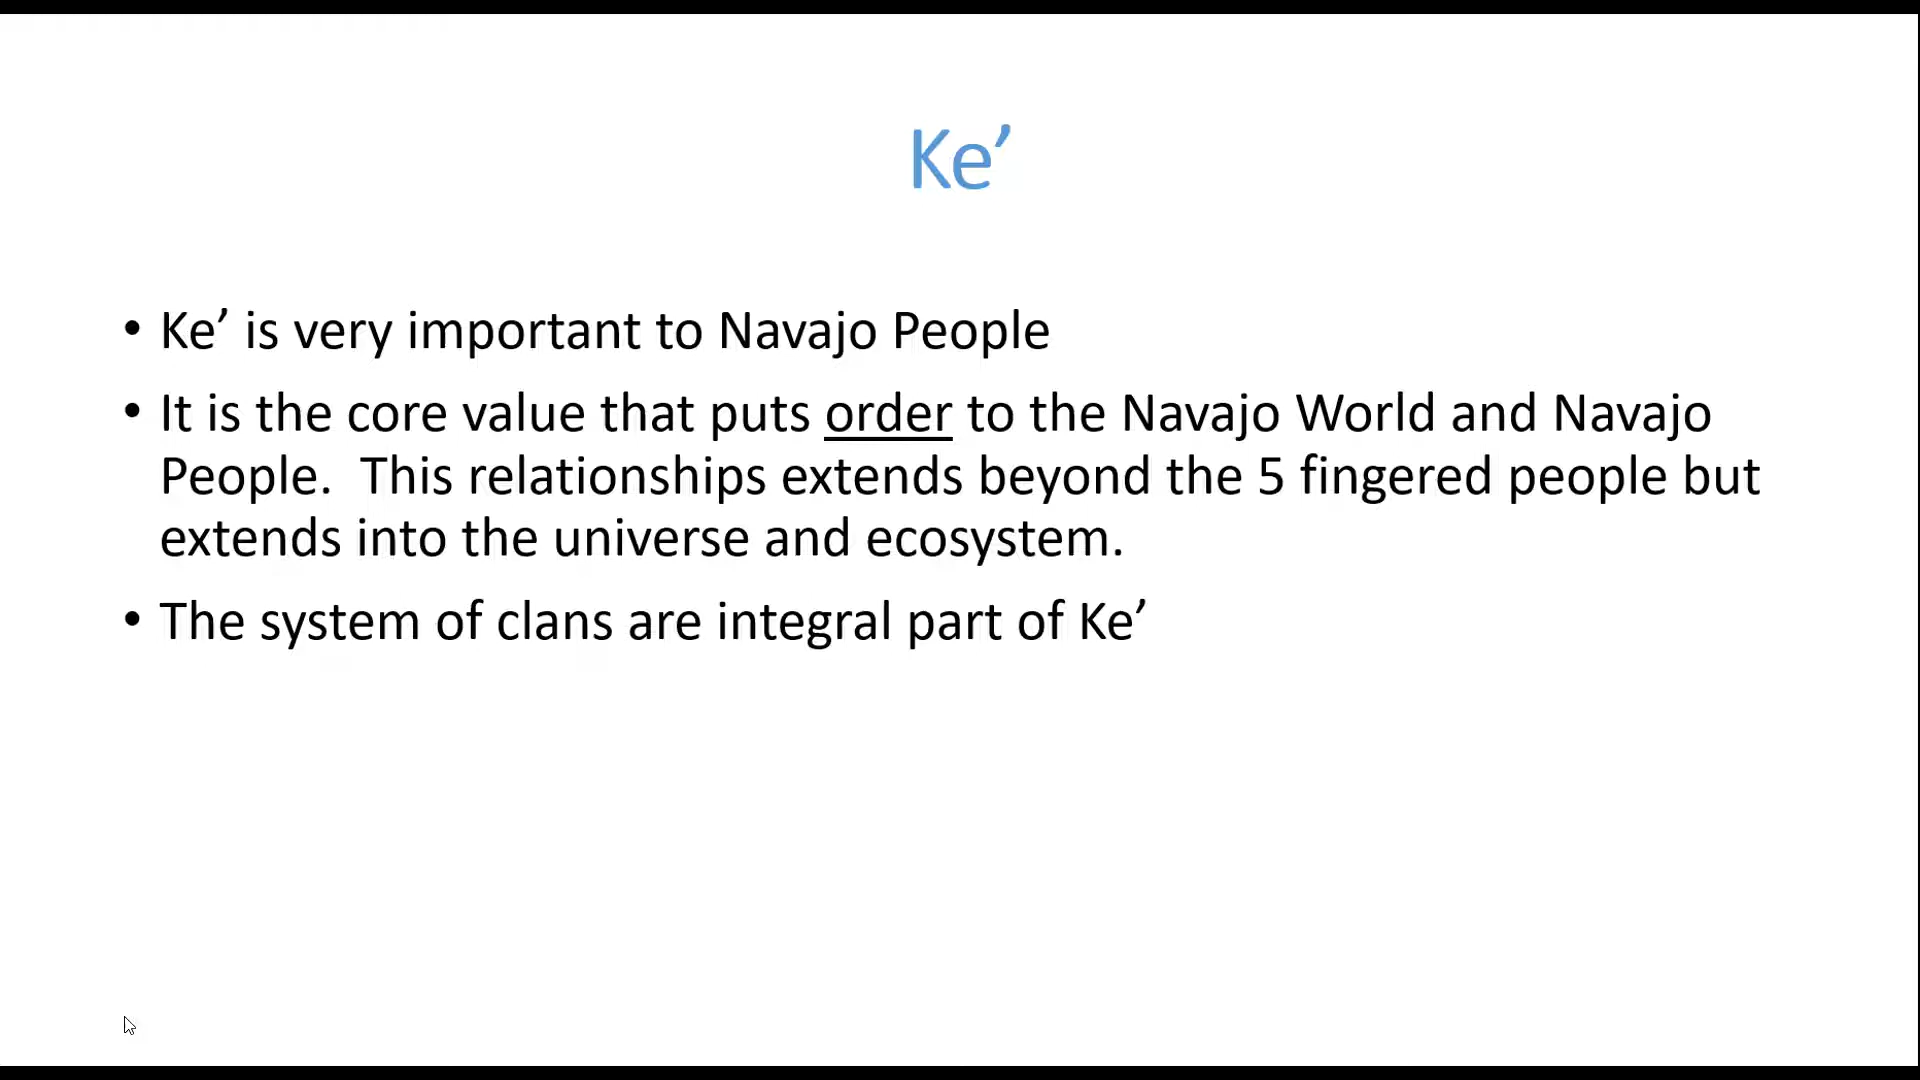 Ke’
• Ke’ is very important to Navajo People
• It is the core value that puts order to the Navajo World and Navajo
People.  This relationships extends beyond the 5 fingered people but
extends into the universe and ecosystem.
• The system of clans are integral part of Ke’